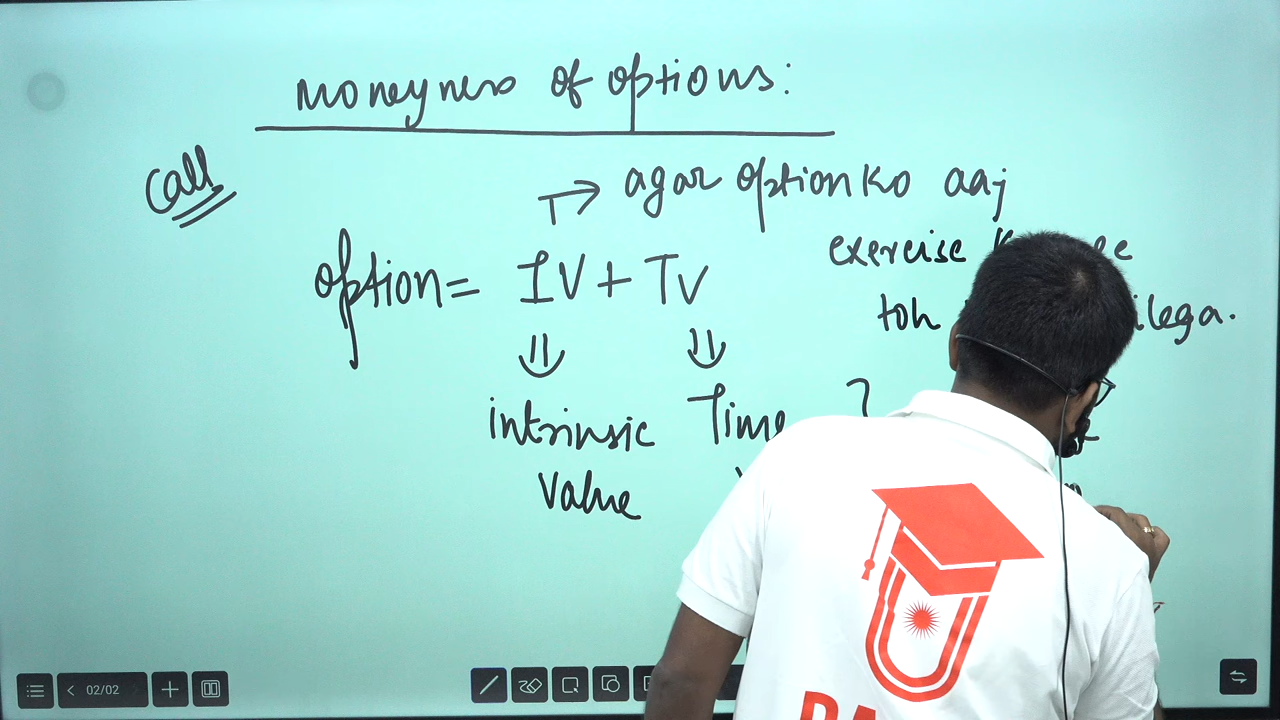 Moneyness of options:
Call
agar option ko aaj
option = IV + TV
exercise
toh ilega.
intrinsic Time
Value
02/02